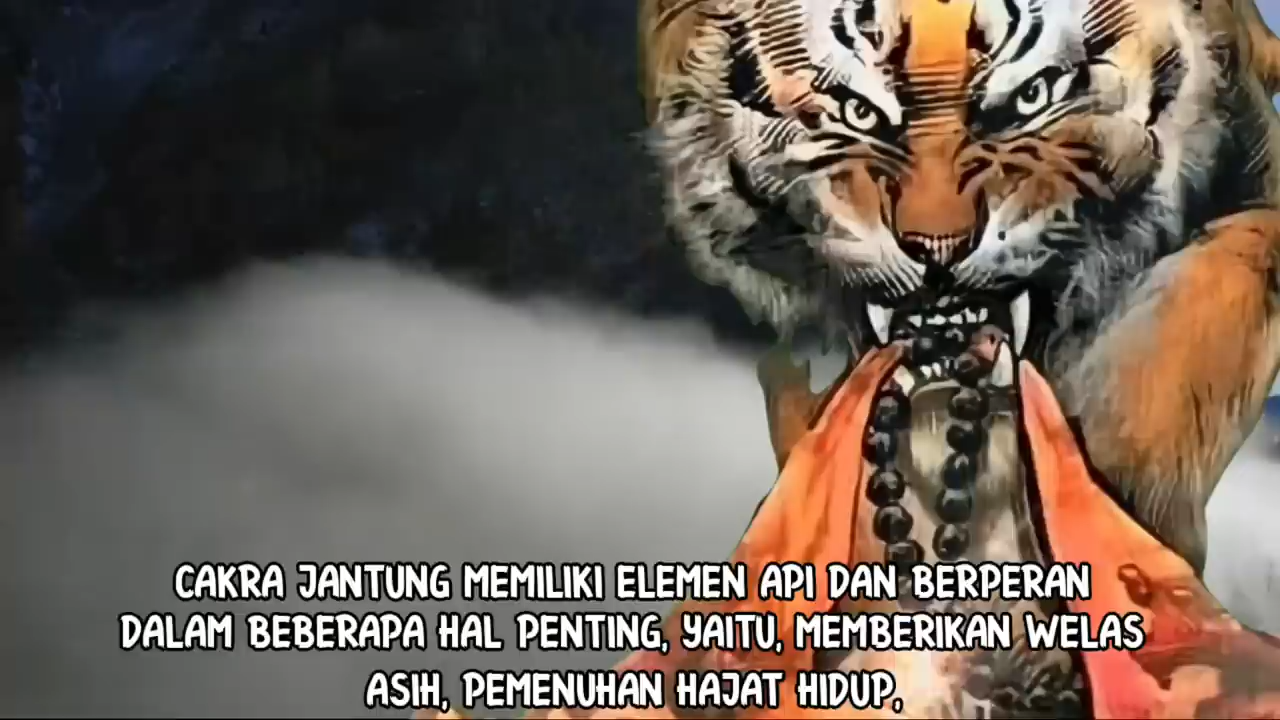 CAKRA JANTUNG MEMILIKI ELEMEN API DAN BERPERAN
DALAM BEBERAPA HAL PENTING, YAITU, MEMBERIKAN WELAS
ASIH, PEMENUHAN HAJAT HIDUP,